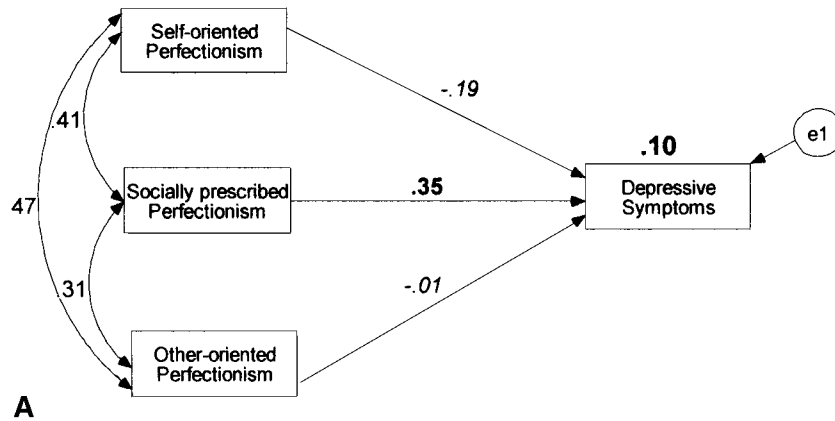 Self-oriented
Perfectionism
-.19
e1
.41
.10
Socially prescribed
Perfectionism
.35
Depressive
Symptoms
47
.31
-.01
Other-oriented
Perfectionism
A